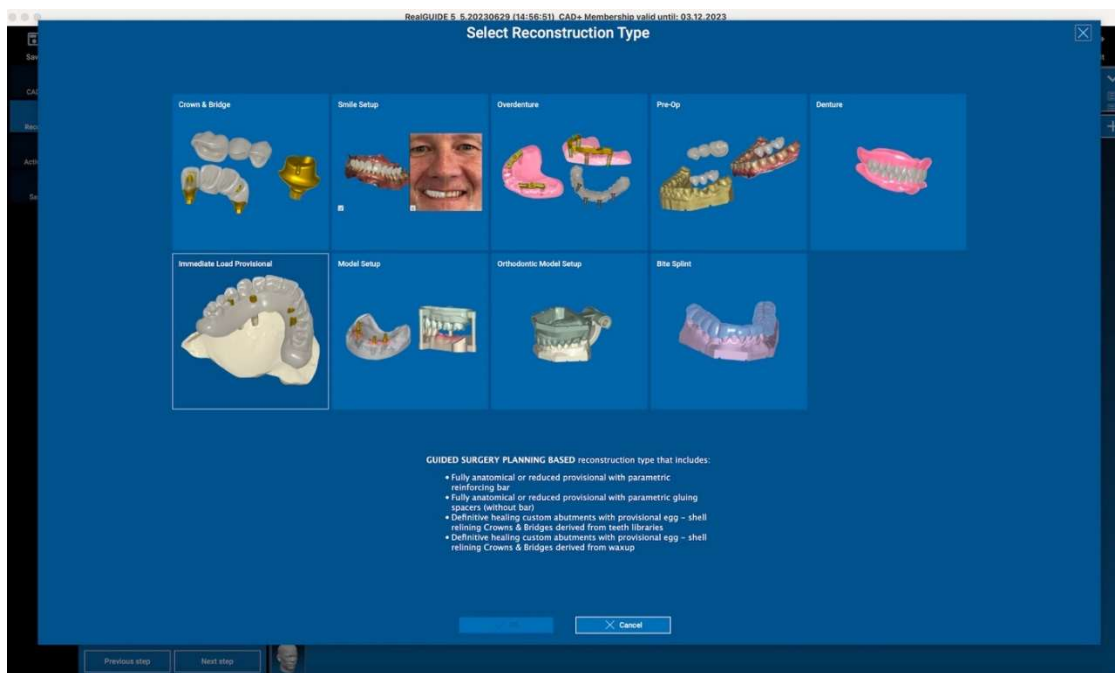 RealGUIDE 5 5.20230629 (14:56:51) CAD+ Membership valid until: 03.12.2023
Select Reconstruction Type
Crown & Bridge
Smile Setup
Overdenture
Pre-Op
Denture
Immediate Load Provisional
Model Setup
Orthodontic Model Setup
Bite Splint
GUIDED SURGERY PLANNING BASED reconstruction type that includes:
• Fully anatomical or reduced provisional with parametric
reinforcing bar
• Fully anatomical or reduced provisional with parametric gluing
spacers (without bar)
• Definitive healing custom abutments with provisional egg – shell
relining Crowns & Bridges derived from teeth libraries
• Definitive healing custom abutments with provisional egg – shell
relining Crowns & Bridges derived from waxup
Cancel
Previous step
Next step